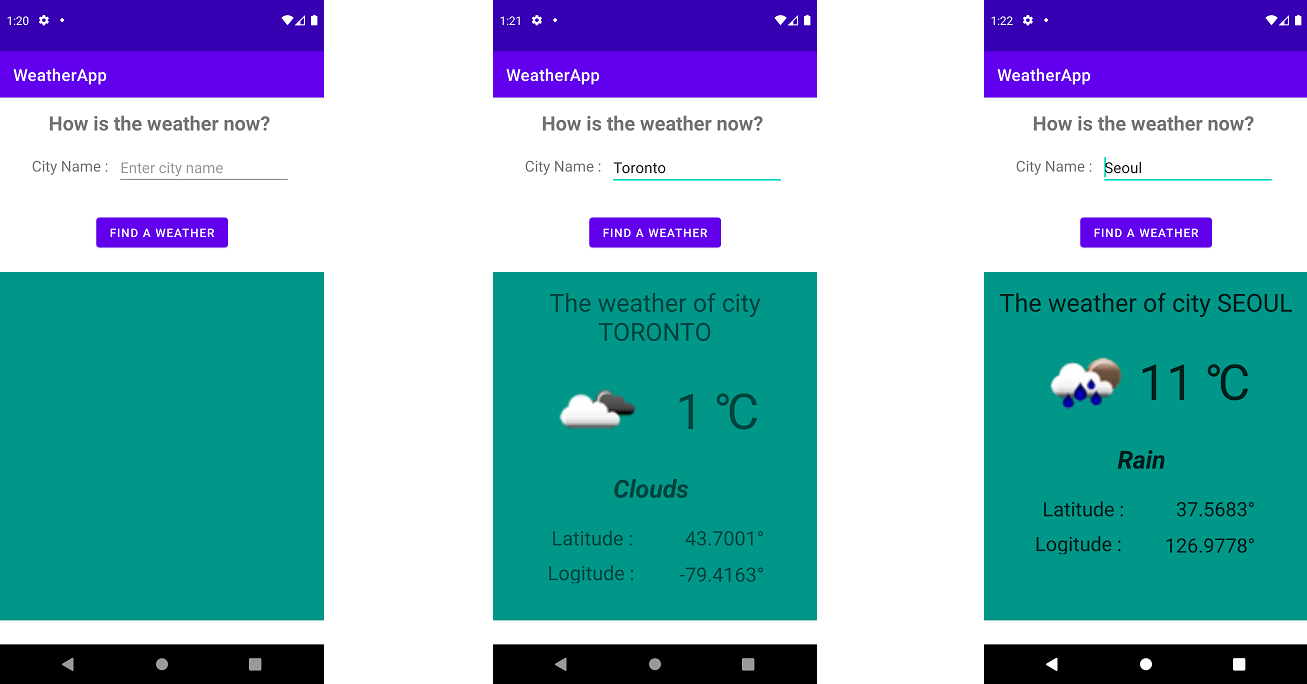 1:20
WeatherApp
How is the weather now?
City Name : Enter city name
FIND A WEATHER
1:21
WeatherApp
How is the weather now?
City Name : Toronto
FIND A WEATHER
The weather of city
TORONTO
1 °C
Clouds
Latitude : 43.7001°
Logitude : -79.4163°
1:22
WeatherApp
How is the weather now?
City Name : Seoul
FIND A WEATHER
The weather of city SEOUL
11 °C
Rain
Latitude : 37.5683°
Logitude : 126.9778°